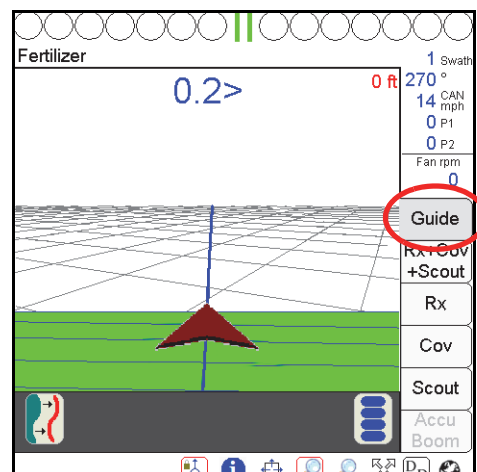 Fertilizer
0.2>
0 ft
1 Swath
270 °
14 CAN mph
0 P1
0 P2
Fan rpm
0
Guide
Rx+Cov
+Scout
Rx
Cov
Scout
Accu
Boom